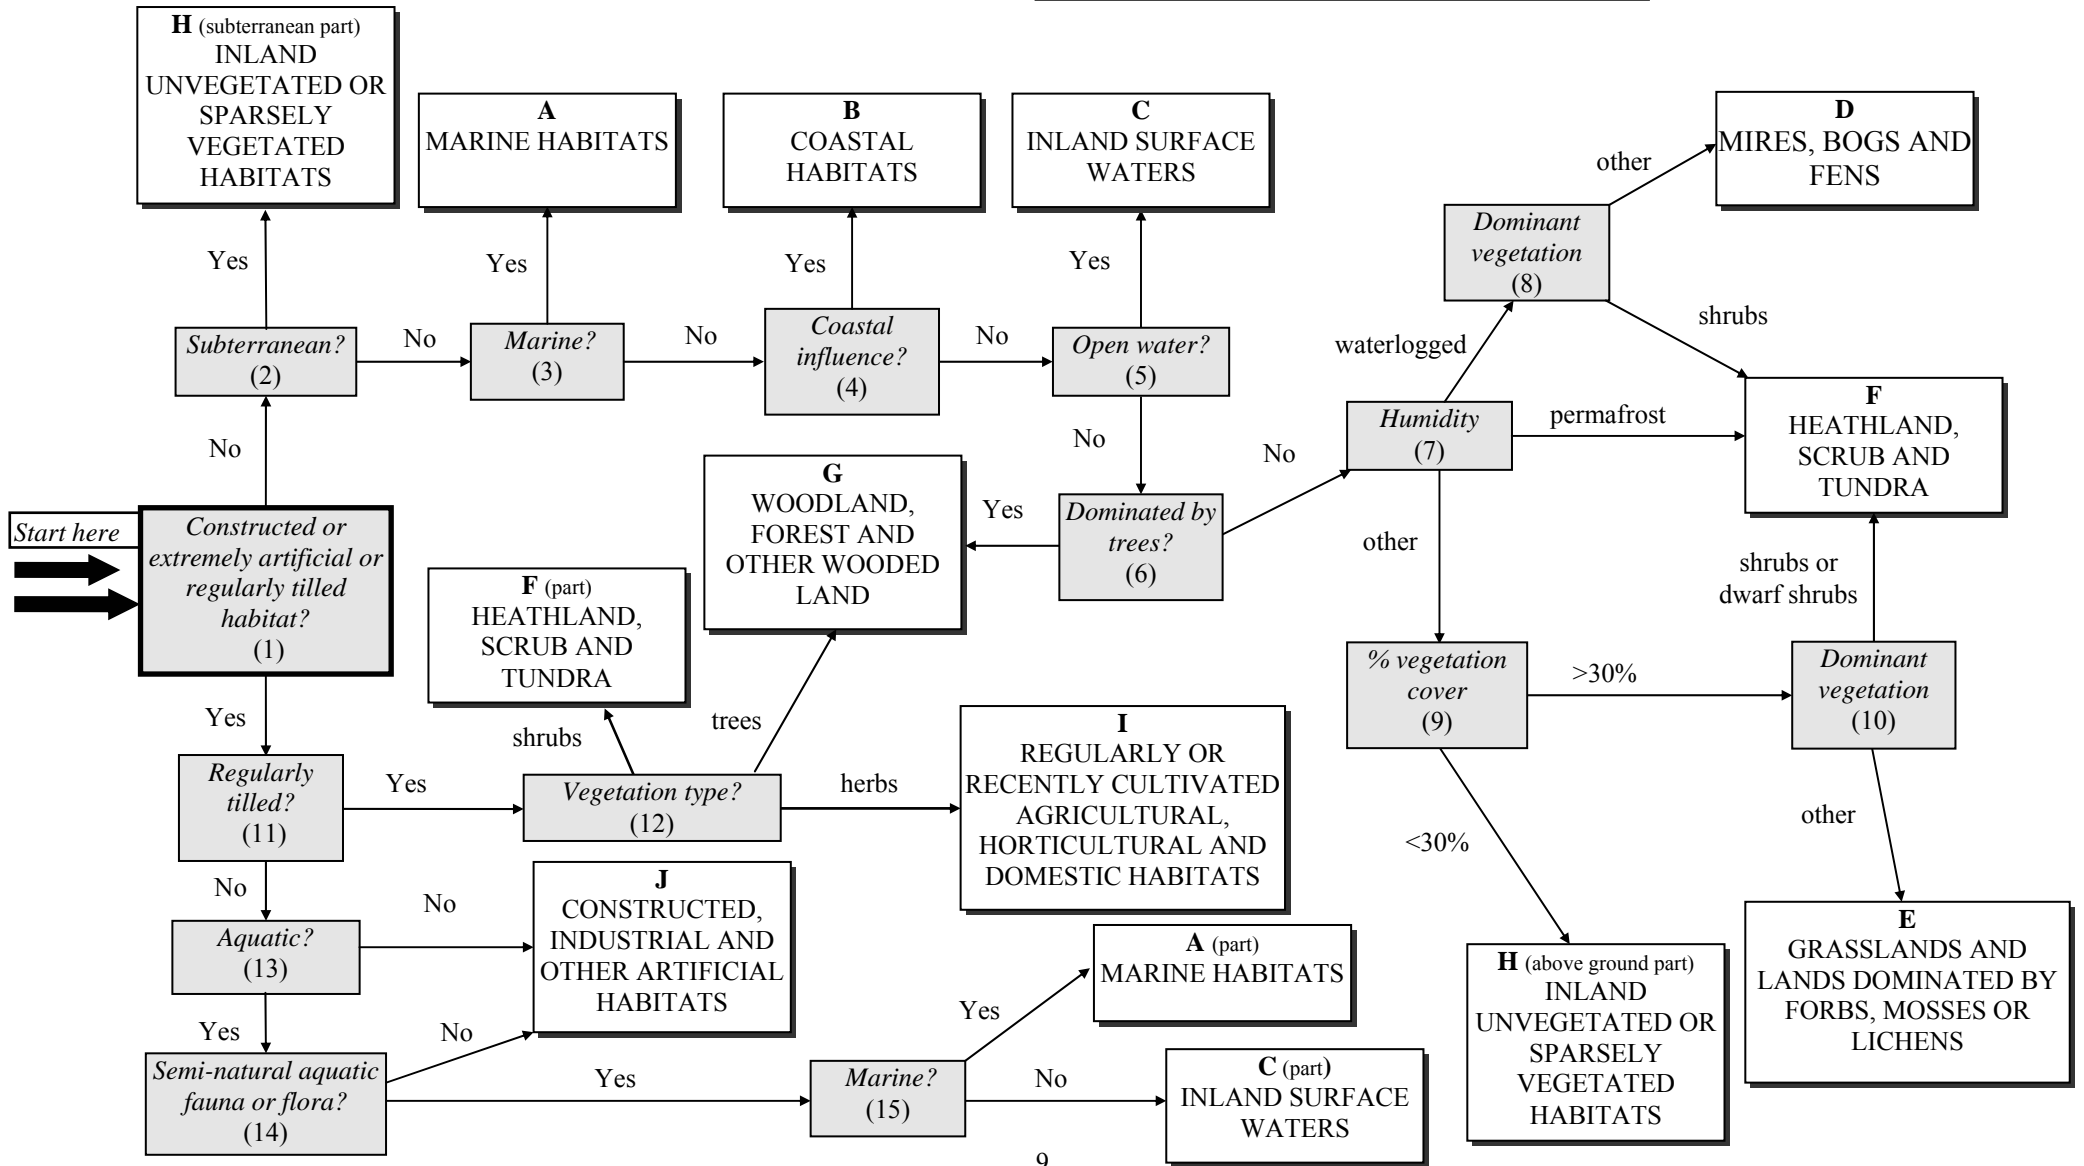 H (subterranean part)
INLAND
UNVEGETATED OR
SPARSELY
VEGETATED
HABITATS
A
MARINE HABITATS
B
COASTAL
HABITATS
C
INLAND SURFACE
WATERS
D
MIRES, BOGS AND
FENS
other
Dominant
vegetation
(8)
Yes
Yes
Yes
Yes
shrubs
waterlogged
Subterranean?
(2)
No
Marine?
(3)
No
Coastal
influence?
(4)
No
Open water?
(5)
Humidity
(7)
permafrost
F
HEATHLAND,
SCRUB AND
TUNDRA
No
No
No
G
WOODLAND,
FOREST AND
OTHER WOODED
LAND
Yes
Dominated by
trees?
(6)
other
shrubs or
dwarf shrubs
Start here
Constructed or
extremely artificial or
regularly tilled
habitat?
(1)
F (part)
HEATHLAND,
SCRUB AND
TUNDRA
% vegetation
cover
(9)
>30%
Dominant
vegetation
(10)
Yes
shrubs
trees
I
REGULARLY OR
RECENTLY CULTIVATED
AGRICULTURAL,
HORTICULTURAL AND
DOMESTIC HABITATS
Regularly
tilled?
(11)
Yes
Vegetation type?
(12)
herbs
<30%
other
No
No
J
CONSTRUCTED,
INDUSTRIAL AND
OTHER ARTIFICIAL
HABITATS
Aquatic?
(13)
A (part)
MARINE HABITATS
H (above ground part)
INLAND
UNVEGETATED OR
SPARSELY
VEGETATED
HABITATS
E
GRASSLANDS AND
LANDS DOMINATED BY
FORBS, MOSSES OR
LICHENS
Yes
No
Yes
Semi-natural aquatic
fauna or flora?
(14)
Yes
Marine?
(15)
No
C (part)
INLAND SURFACE
WATERS
9